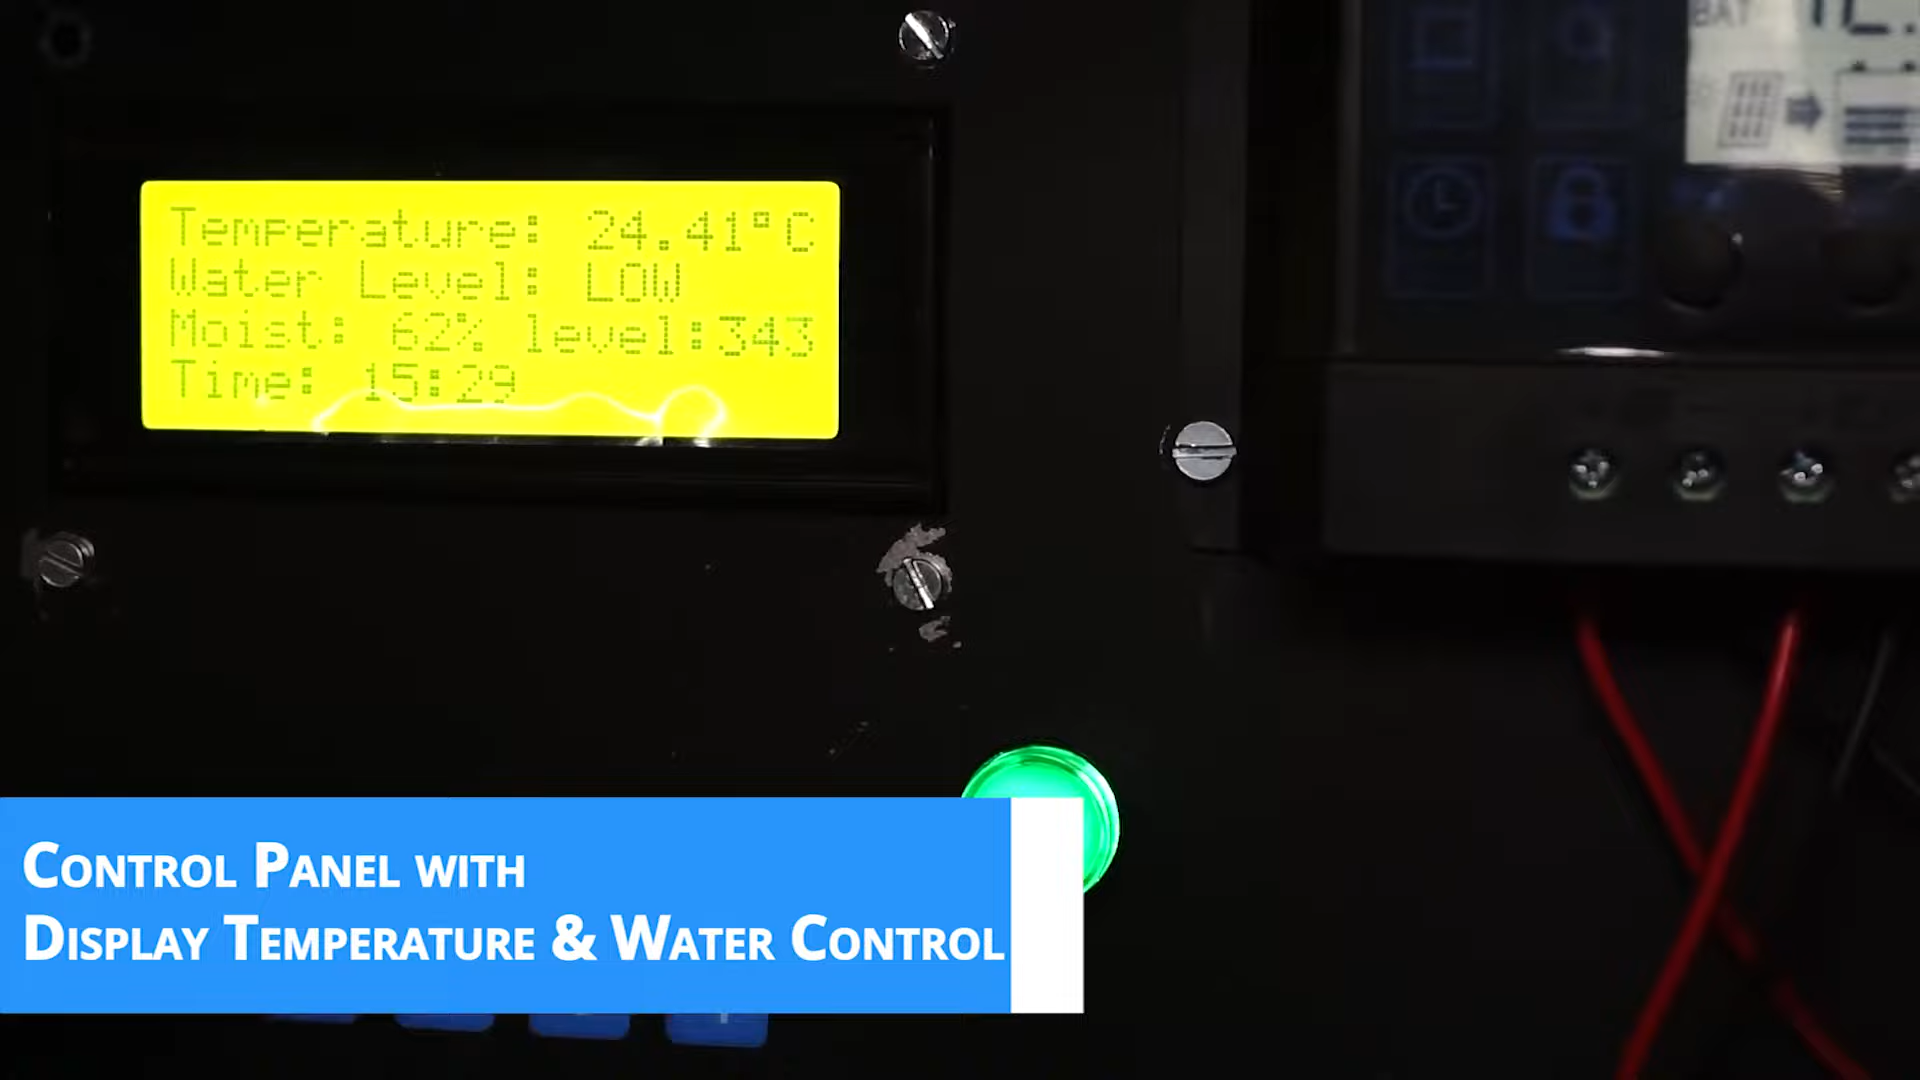 Temperature: 24.41°C
Water Level: LOW
Moist: 62% level:343
Time: 15:29
BAT
CONTROL PANEL WITH
DISPLAY TEMPERATURE & WATER CONTROL